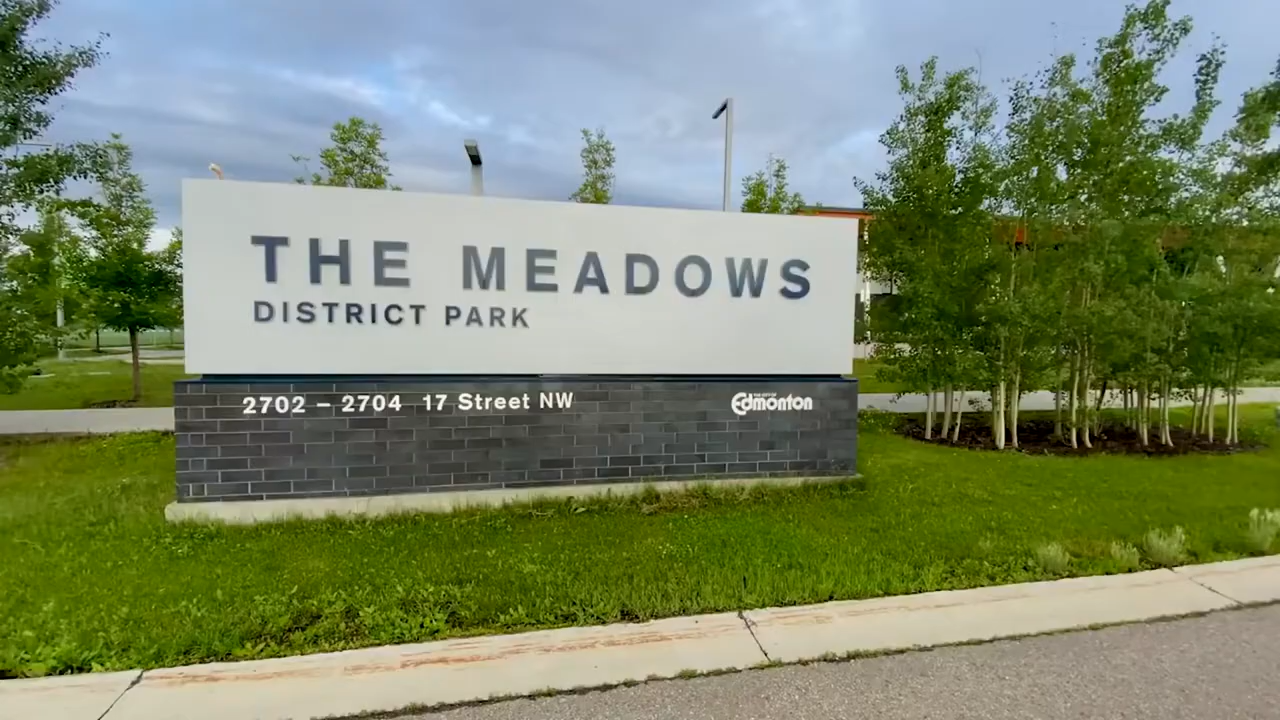 THE MEADOWS
DISTRICT PARK
2702 – 2704 17 Street NW
Edmonton